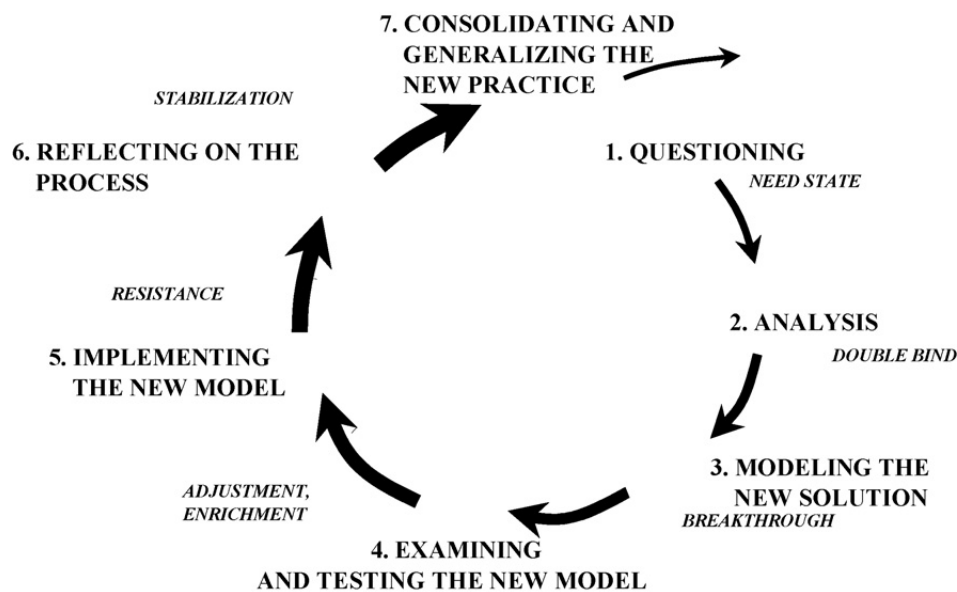 7. CONSOLIDATING AND
GENERALIZING THE
NEW PRACTICE
STABILIZATION
6. REFLECTING ON THE
PROCESS
1. QUESTIONING
NEED STATE
RESISTANCE
2. ANALYSIS
DOUBLE BIND
5. IMPLEMENTING
THE NEW MODEL
3. MODELING THE
NEW SOLUTION
BREAKTHROUGH
ADJUSTMENT,
ENRICHMENT
4. EXAMINING
AND TESTING THE NEW MODEL